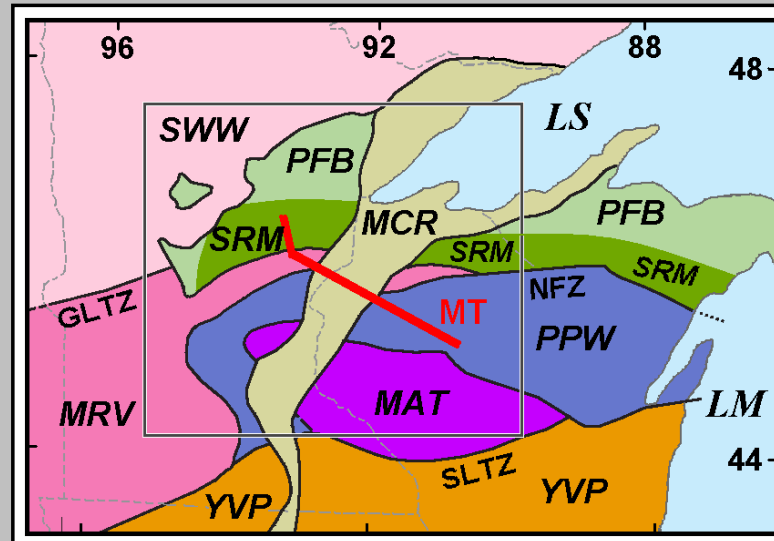 96 92 88
48
SWW LS
PFB
PFB
SRM MCR
SRM
SRM
NFZ
GLTZ
MT
PPW
MRV MAT LM
44
SLTZ
YVP YVP